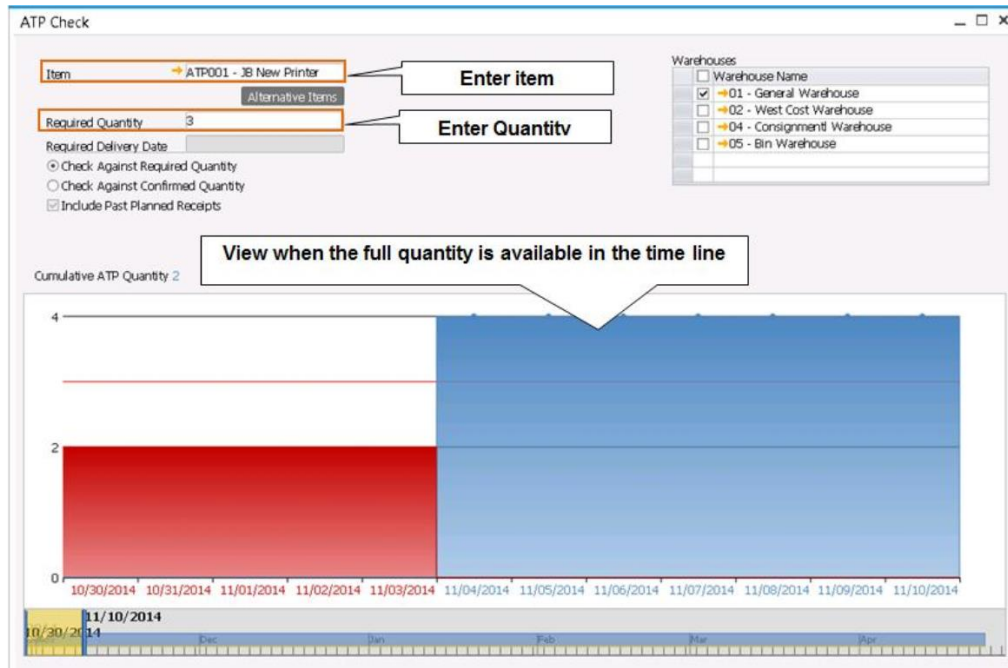 ATP Check
Item ATP001 - JB New Printer
Enter item
Alternative Items
Required Quantity 3
Enter Quantity
Required Delivery Date
Check Against Required Quantity
Check Against Confirmed Quantity
Include Past Planned Receipts
Warehouses
Warehouse Name
01 - General Warehouse
02 - West Cost Warehouse
04 - Consignmentl Warehouse
05 - Bin Warehouse
View when the full quantity is available in the time line
Cumulative ATP Quantity 2
4
2
0
10/30/2014 10/31/2014 11/01/2014 11/02/2014 11/03/2014 11/04/2014 11/05/2014 11/06/2014 11/07/2014 11/08/2014 11/09/2014 11/10/2014
11/10/2014
10/30/2014
Dec Jan Feb Mar Apr